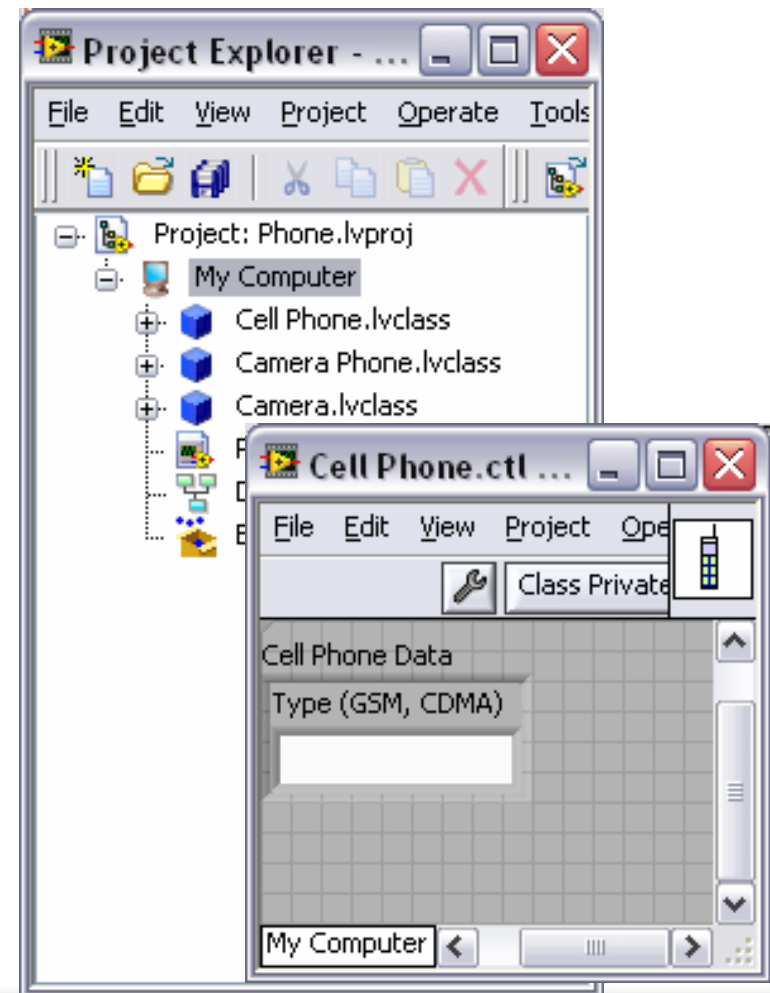 Project Explorer - ...
File Edit View Project Operate Tools
Project: Phone.lvproj
My Computer
Cell Phone.lvclass
Camera Phone.lvclass
Camera.lvclass
Cell Phone.ctl ...
File Edit View Project Ope
Class Private
Cell Phone Data
Type (GSM, CDMA)
My Computer